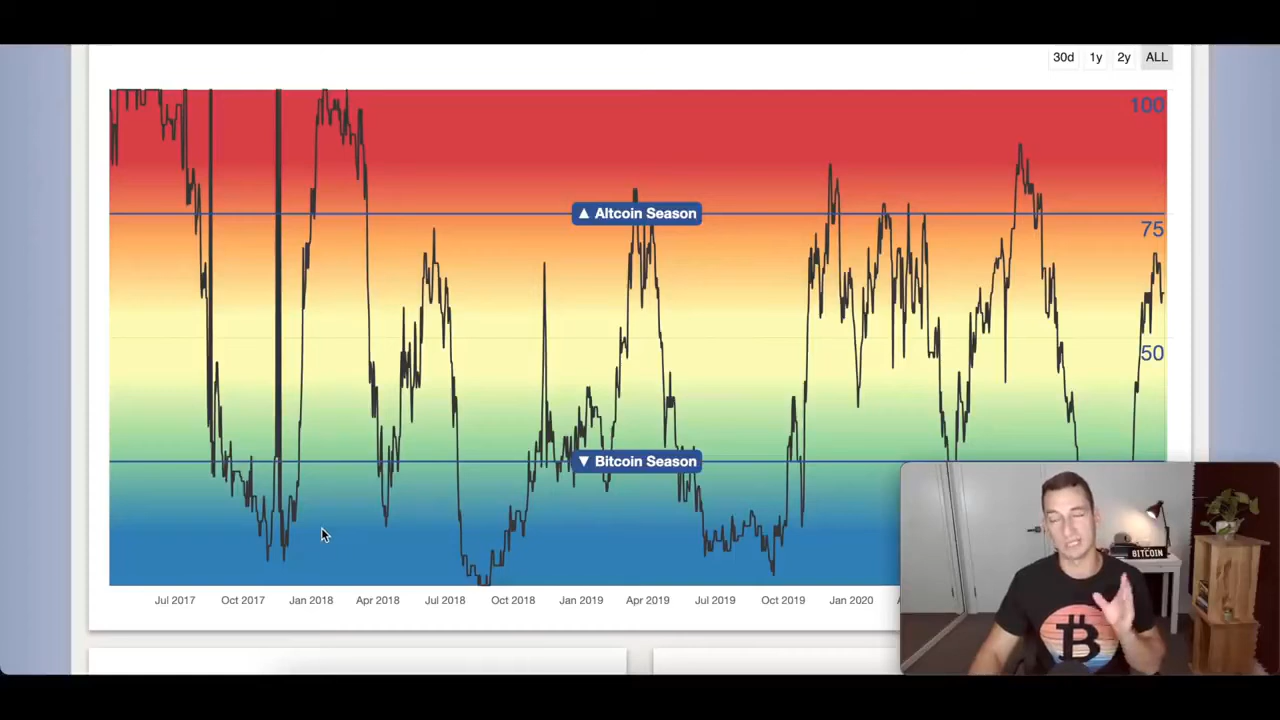 30d 1y 2y ALL
100
▲ Altcoin Season
75
50
▼ Bitcoin Season
Jul 2017 Oct 2017 Jan 2018 Apr 2018 Jul 2018 Oct 2018 Jan 2019 Apr 2019 Jul 2019 Oct 2019 Jan 2020
BITCOIN
₿